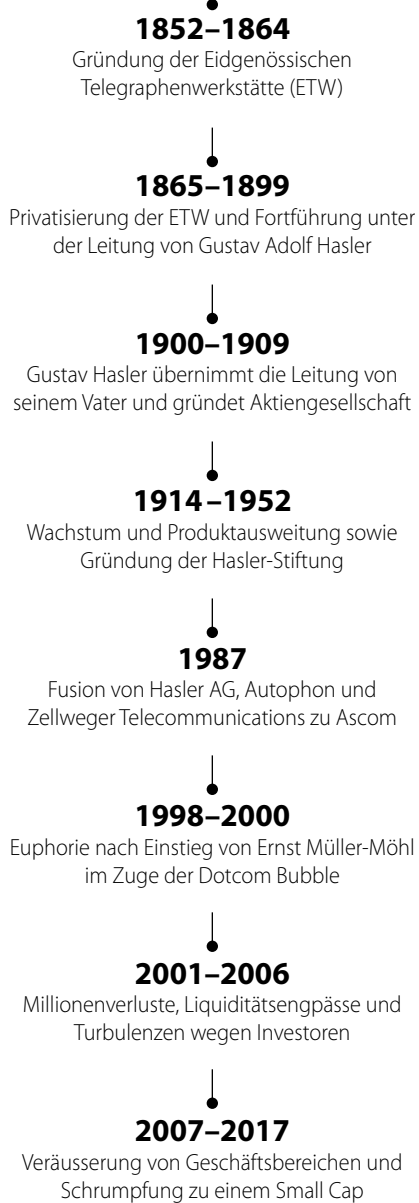 1852–1864
Gründung der Eidgenössischen
Telegraphenwerkstätte (ETW)
1865–1899
Privatisierung der ETW und Fortführung unter
der Leitung von Gustav Adolf Hasler
1900–1909
Gustav Hasler übernimmt die Leitung von
seinem Vater und gründet Aktiengesellschaft
1914–1952
Wachstum und Produktausweitung sowie
Gründung der Hasler-Stiftung
1987
Fusion von Hasler AG, Autophon und
Zellweger Telecommunications zu Ascom
1998–2000
Euphorie nach Einstieg von Ernst Müller-Möhl
im Zuge der Dotcom Bubble
2001–2006
Millionenverluste, Liquiditätsengpässe und
Turbulenzen wegen Investoren
2007–2017
Veräusserung von Geschäftsbereichen und
Schrumpfung zu einem Small Cap